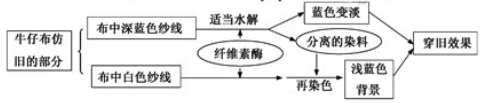 牛仔布仿
旧的部分
布中深蓝色纱线
适当水解
蓝色变淡
纤维素酶
分离的染料
穿旧效果
布中白色纱线
再染色
浅蓝色
背景